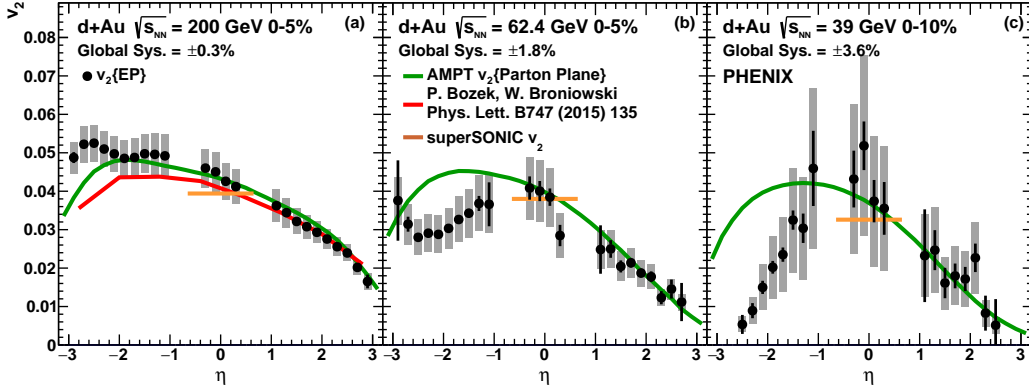 v2
d+Au √sNN = 200 GeV 0-5% (a)
Global Sys. = ±0.3%
v2{EP}
d+Au √sNN = 62.4 GeV 0-5% (b)
Global Sys. = ±1.8%
AMPT v2{Parton Plane}
P. Bozek, W. Broniowski
Phys. Lett. B747 (2015) 135
superSONIC v2
d+Au √sNN = 39 GeV 0-10% (c)
Global Sys. = ±3.6%
PHENIX
0.08
0.07
0.06
0.05
0.04
0.03
0.02
0.01
0
−3 −2 −1 0 1 2 3
−3 −2 −1 0 1 2 3
−3 −2 −1 0 1 2 3
η η η